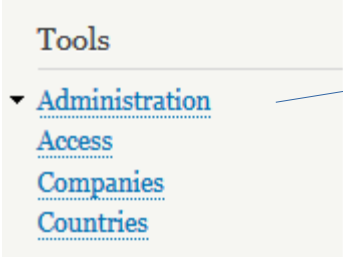 Tools
Administration
Access
Companies
Countries